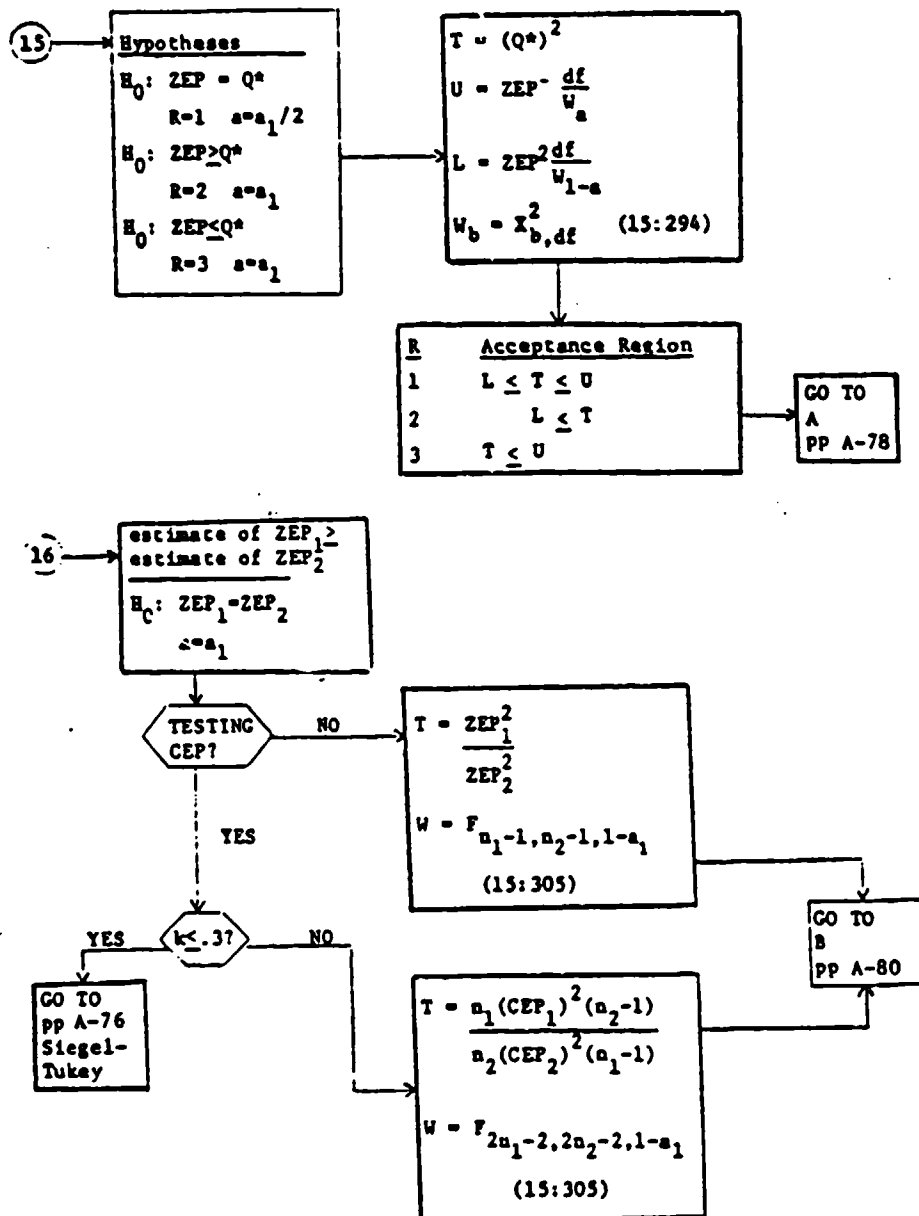 15
Hypotheses
H0: ZEP = Q*
R=1 a=a1/2
H0: ZEP≥Q*
R=2 a=a1
H0: ZEP≤Q*
R=3 a=a1
T = (Q*)²
U = ZEP- df/Wa
L = ZEP² df/W1-a
Wb = X²b,df (15:294)
R Acceptance Region
1 L ≤ T ≤ U
2 L ≤ T
3 T ≤ U
GO TO
A
pp A-78
16
estimate of ZEP1≥
estimate of ZEP2
HC: ZEP1=ZEP2
a=a1
TESTING
CEP?
NO
YES
T = ZEP1²
ZEP2²
W = Fn1-1,n2-1,1-a1
(15:305)
GO TO
B
pp A-80
YES
k≤.3?
NO
GO TO
pp A-76
Siegel-
Tukey
T = n1(CEP1)²(n2-1)
n2(CEP2)²(n1-1)
W = F2n1-2,2n2-2,1-a1
(15:305)